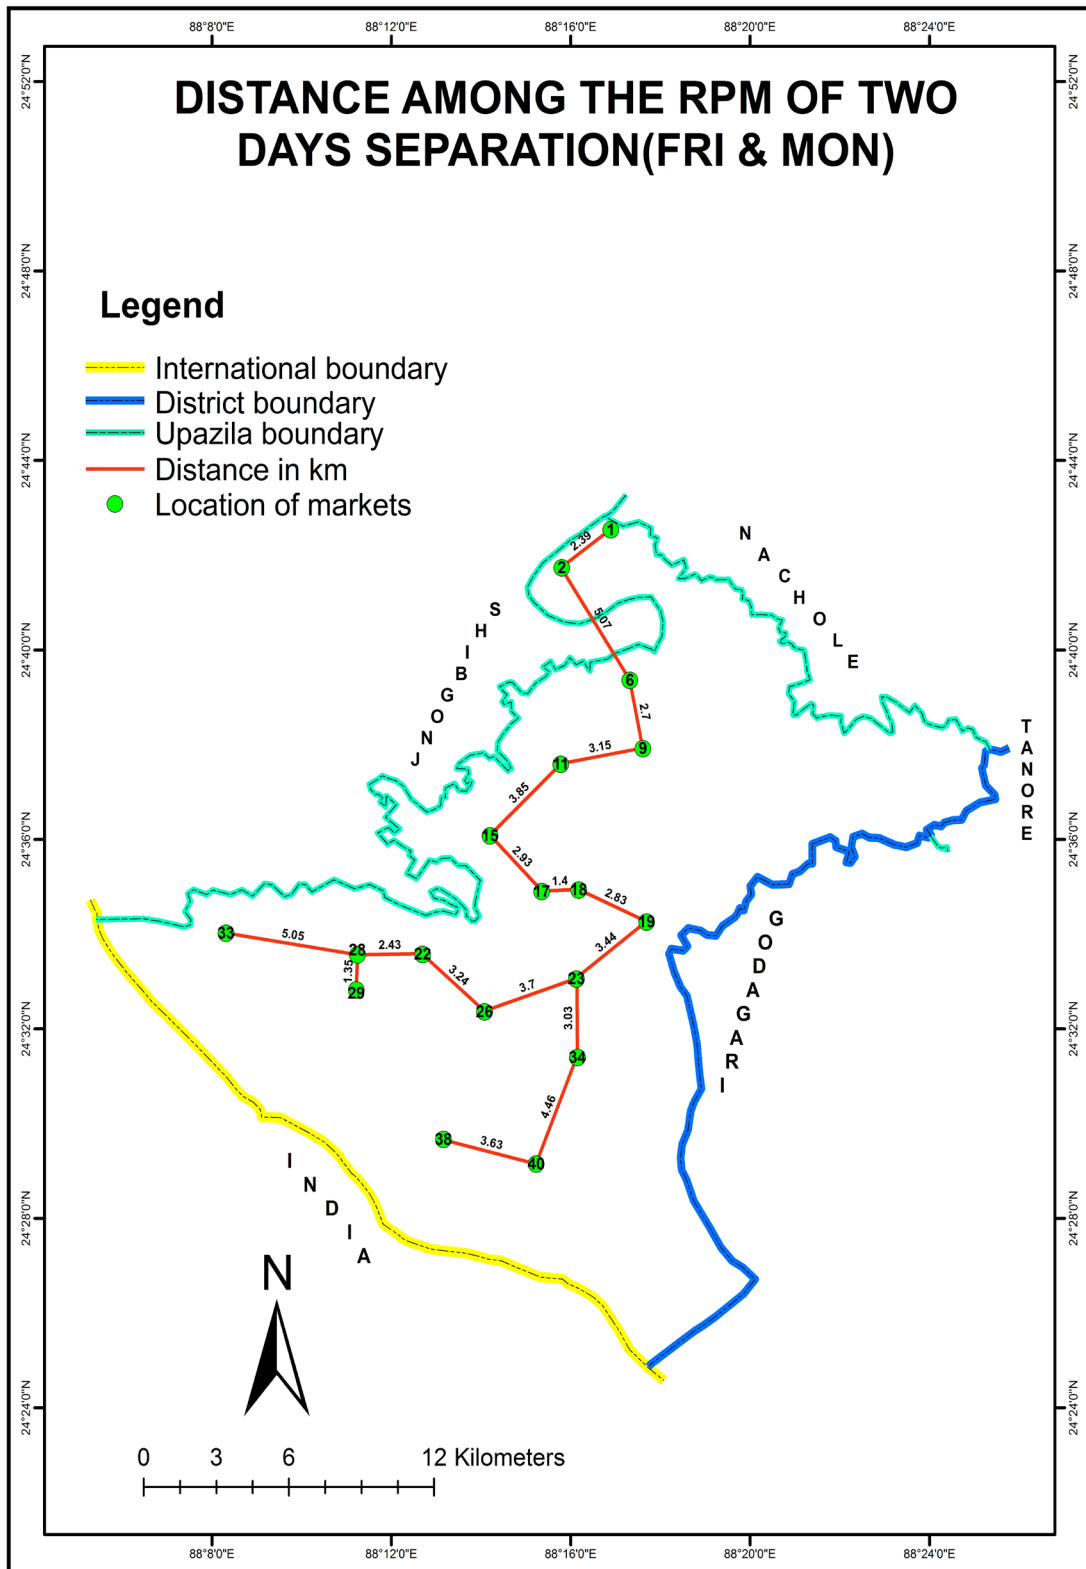 88°8'0"E 88°12'0"E 88°16'0"E 88°20'0"E 88°24'0"E
DISTANCE AMONG THE RPM OF TWO
DAYS SEPARATION(FRI & MON)
24°52'0"N 24°52'0"N
24°48'0"N 24°48'0"N
Legend
International boundary
District boundary
Upazila boundary
Distance in km
Location of markets
24°44'0"N 24°44'0"N
1
2.39
2
5.07
NACHOLE
SHIBGONJ
24°40'0"N 24°40'0"N
6
2.7
9
3.15
11
TANORE
3.85
15
24°36'0"N 24°36'0"N
2.93
17
1.4
18
2.83
19
GODAGARI
3.44
33
5.05
28
2.43
22
1.35
29
3.24
26
3.7
23
24°32'0"N 24°32'0"N
3.03
34
4.46
38
3.63
40
INDIA
24°28'0"N 24°28'0"N
N
24°24'0"N 24°24'0"N
0 3 6 12 Kilometers
88°8'0"E 88°12'0"E 88°16'0"E 88°20'0"E 88°24'0"E